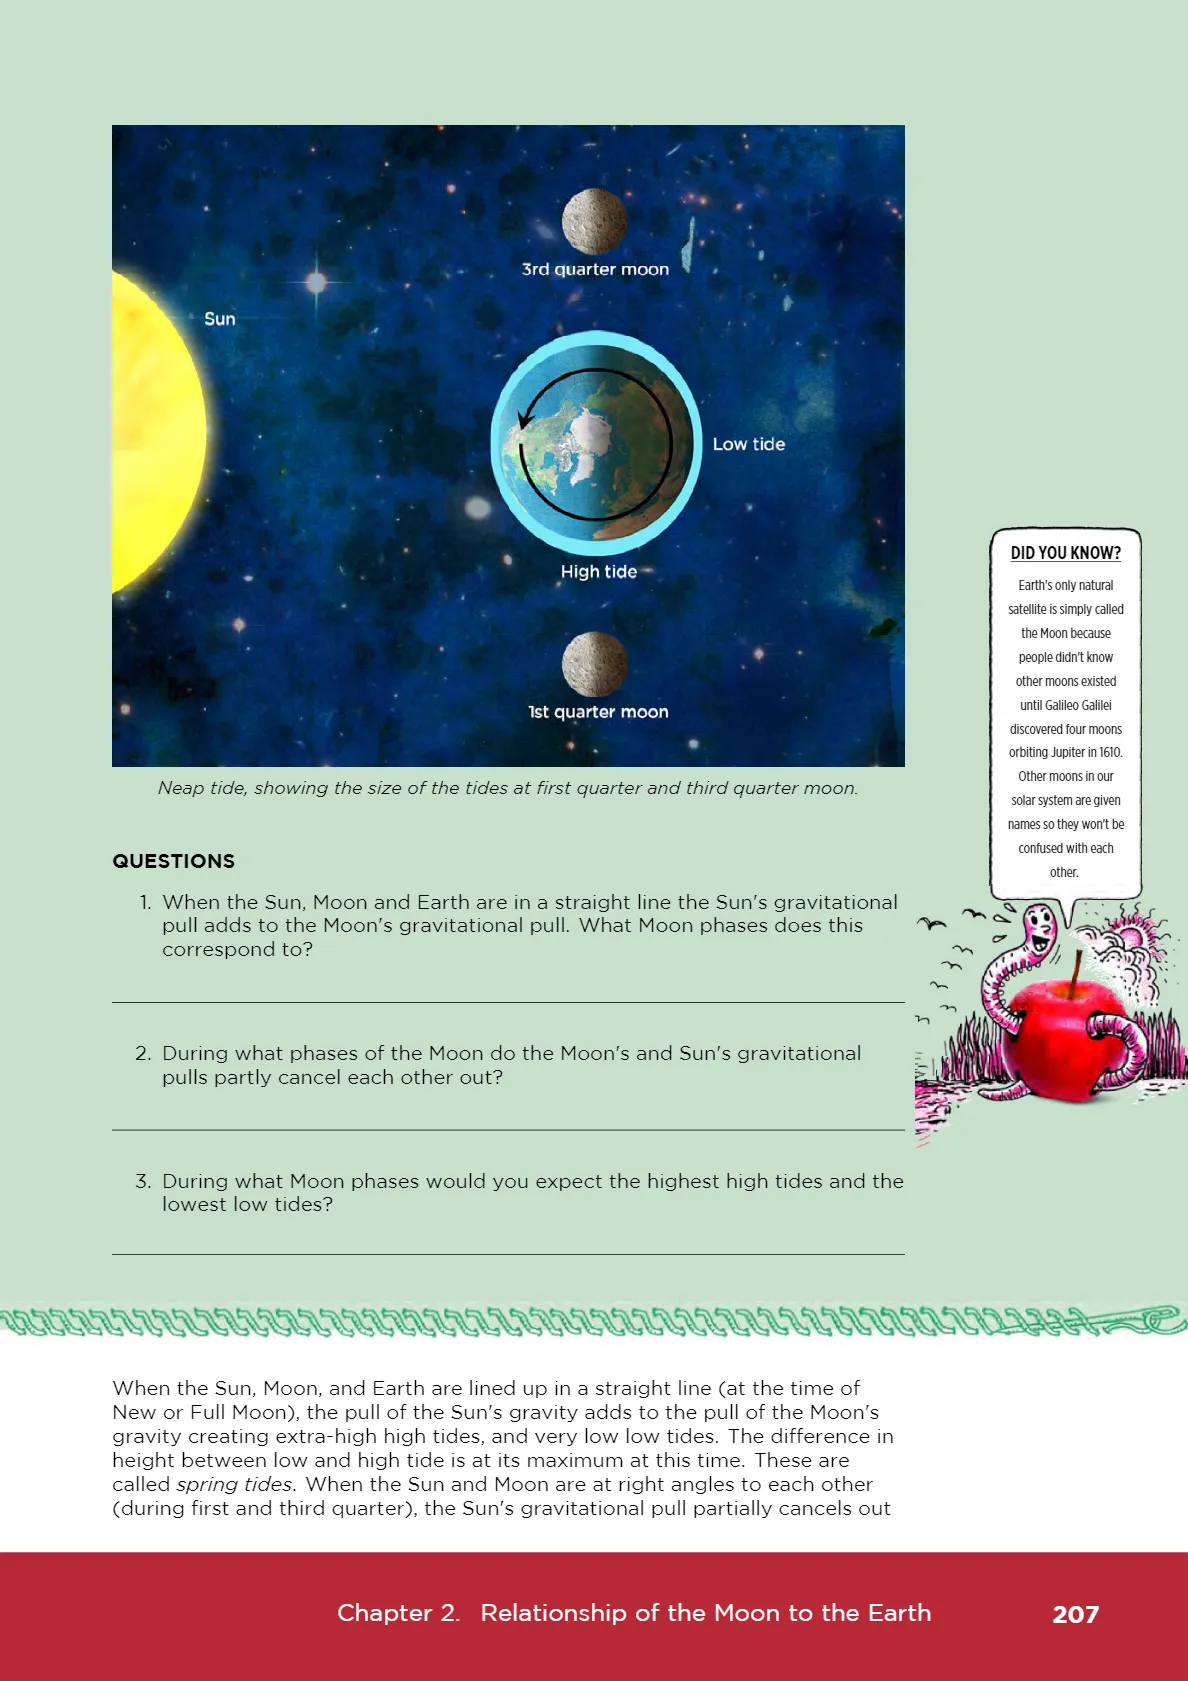 3rd quarter moon
Sun
Low tide
High tide
1st quarter moon
Neap tide, showing the size of the tides at first quarter and third quarter moon.
DID YOU KNOW?
Earth's only natural
satellite is simply called
the Moon because
people didn't know
other moons existed
until Galileo Galilei
discovered four moons
orbiting Jupiter in 1610.
Other moons in our
solar system are given
names so they won't be
confused with each
other.
QUESTIONS
1. When the Sun, Moon and Earth are in a straight line the Sun's gravitational
pull adds to the Moon's gravitational pull. What Moon phases does this
correspond to?
2. During what phases of the Moon do the Moon's and Sun's gravitational
pulls partly cancel each other out?
3. During what Moon phases would you expect the highest high tides and the
lowest low tides?
When the Sun, Moon, and Earth are lined up in a straight line (at the time of
New or Full Moon), the pull of the Sun's gravity adds to the pull of the Moon's
gravity creating extra-high high tides, and very low low tides. The difference in
height between low and high tide is at its maximum at this time. These are
called spring tides. When the Sun and Moon are at right angles to each other
(during first and third quarter), the Sun's gravitational pull partially cancels out
Chapter 2. Relationship of the Moon to the Earth 207